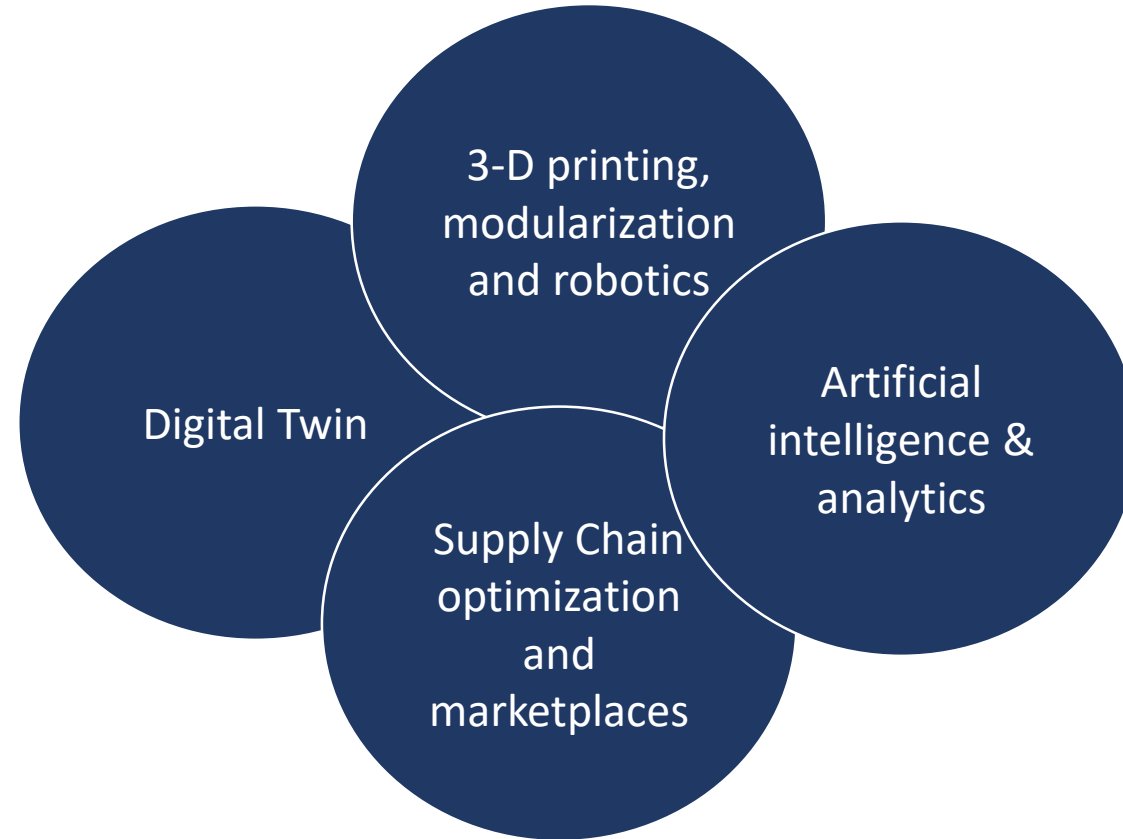 3-D printing,
modularization
and robotics
Digital Twin
Artificial
intelligence &
analytics
Supply Chain
optimization
and
marketplaces